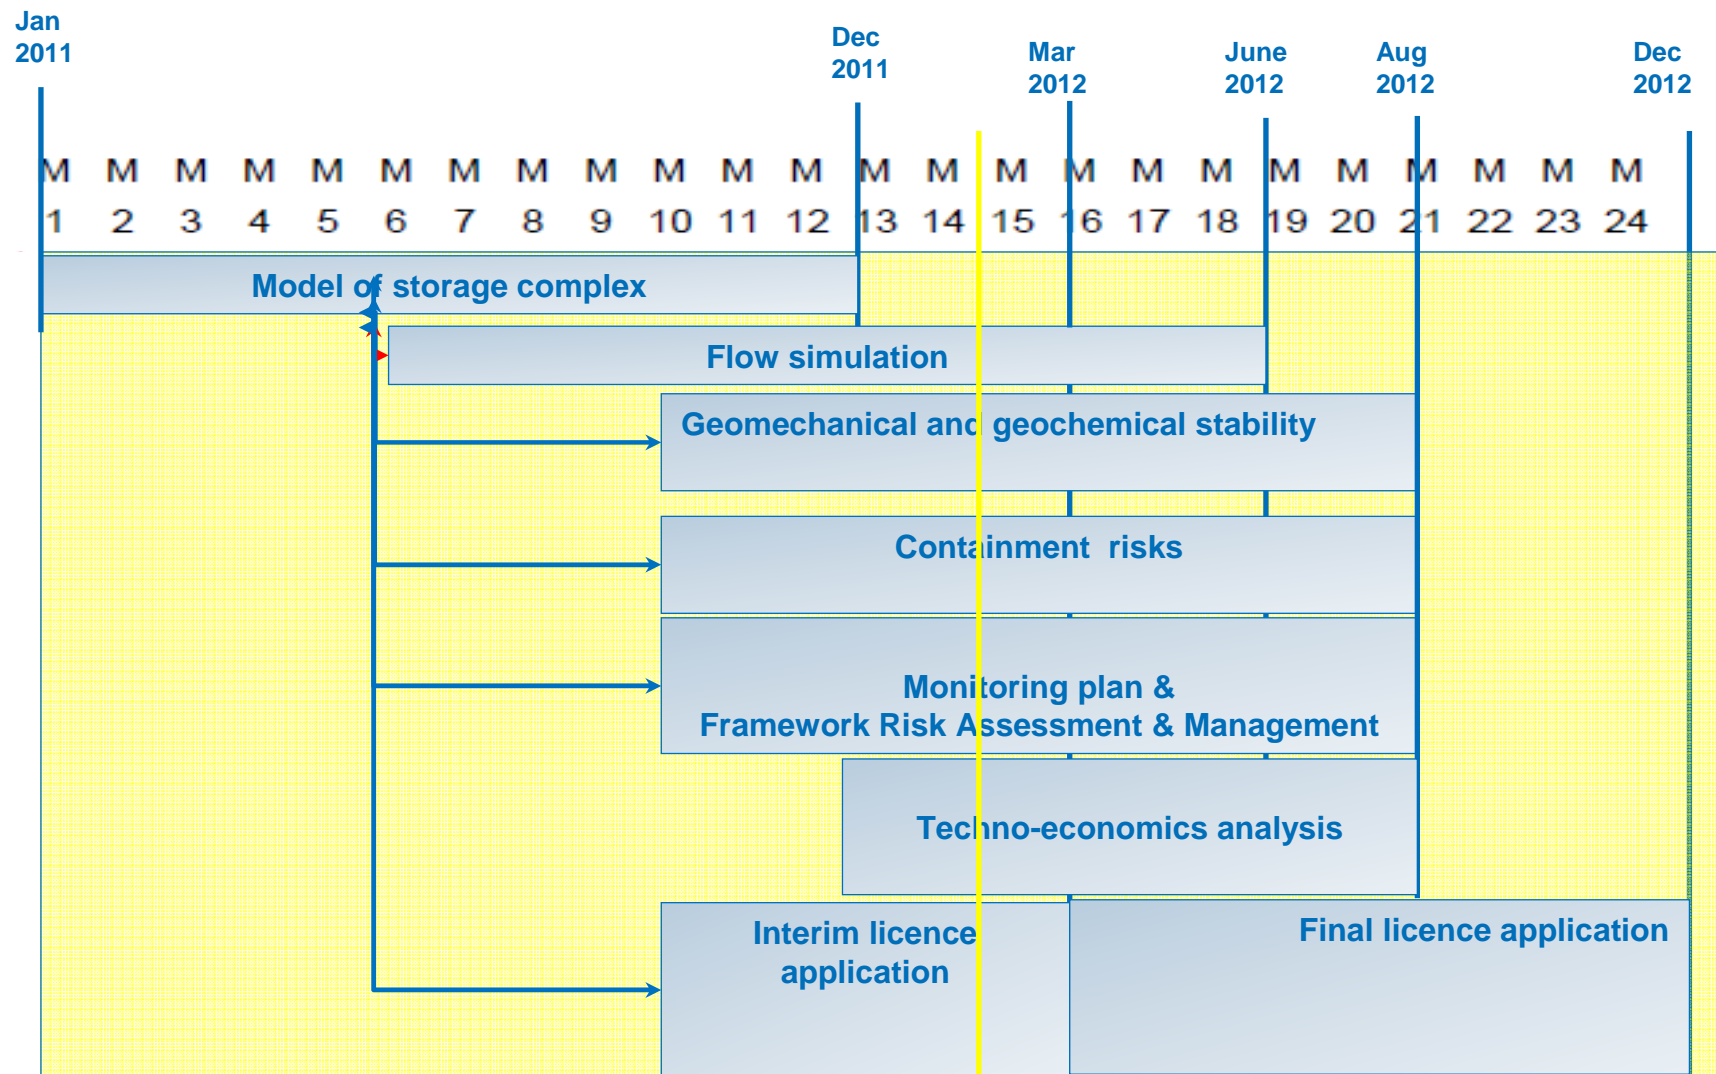 Jan
2011
Dec
2011
Mar
2012
June
2012
Aug
2012
Dec
2012
M M M M M M M M M M M M M M M M M M M M M M M M
1 2 3 4 5 6 7 8 9 10 11 12 13 14 15 16 17 18 19 20 21 22 23 24
Model of storage complex
Flow simulation
Geomechanical and geochemical stability
Containment risks
Monitoring plan &
Framework Risk Assessment & Management
Techno-economics analysis
Interim licence
application
Final licence application